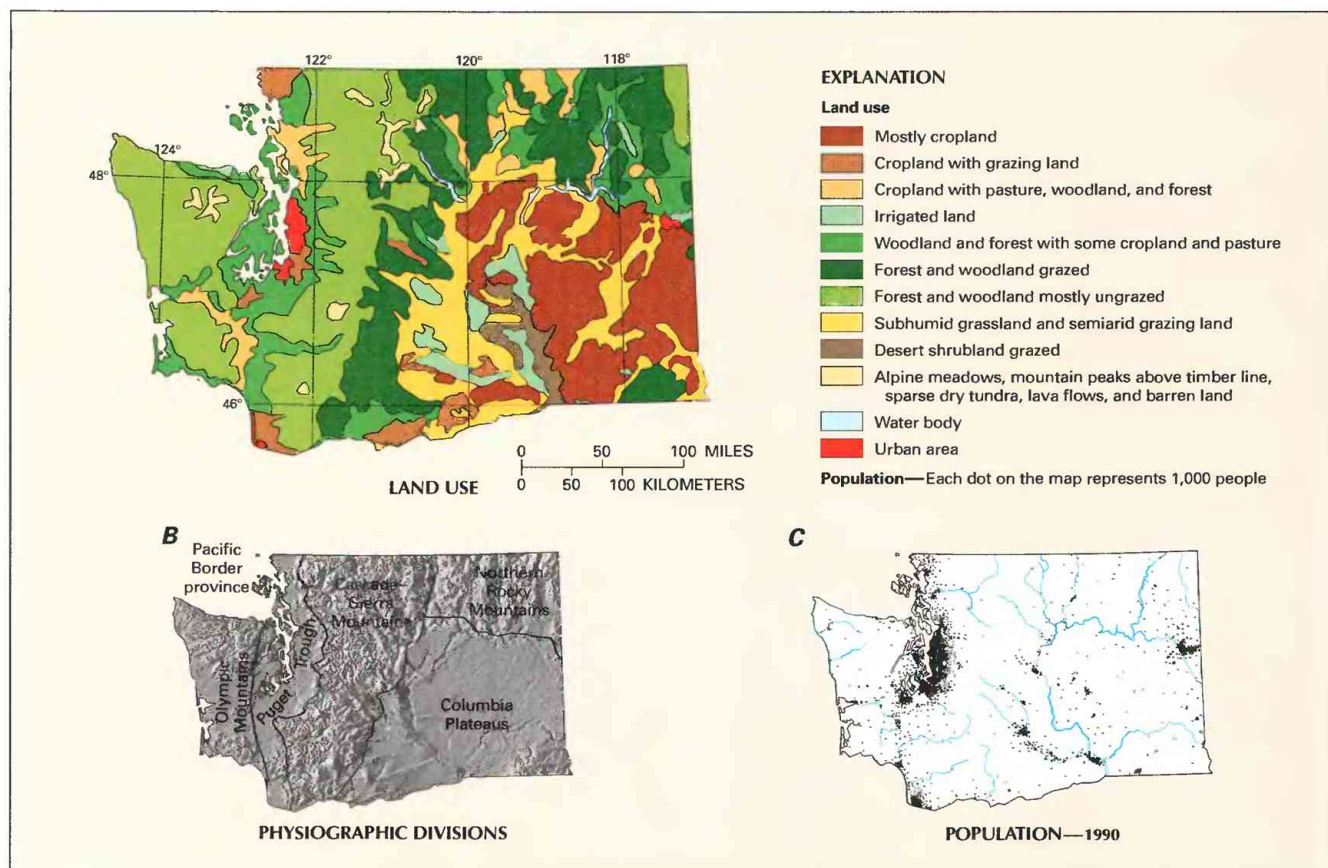 122°
120°
118°
124°
48°
46°
LAND USE
0 50 100 MILES
0 50 100 KILOMETERS
EXPLANATION
Land use
Mostly cropland
Cropland with grazing land
Cropland with pasture, woodland, and forest
Irrigated land
Woodland and forest with some cropland and pasture
Forest and woodland grazed
Forest and woodland mostly ungrazed
Subhumid grassland and semiarid grazing land
Desert shrubland grazed
Alpine meadows, mountain peaks above timber line,
sparse dry tundra, lava flows, and barren land
Water body
Urban area
Population—Each dot on the map represents 1,000 people
B
Pacific
Border
province
Cascade-
Sierra
Mountains
Northern
Rocky
Mountains
Olympic
Mountains
Puget
Trough
Columbia
Plateaus
PHYSIOGRAPHIC DIVISIONS
C
POPULATION—1990